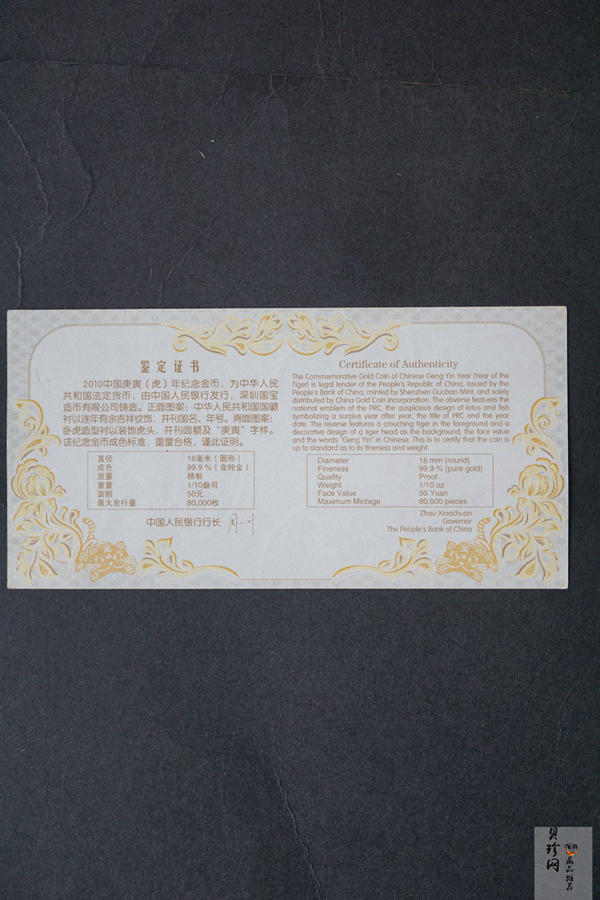 鉴定证书
2010中国庚寅（虎）年纪念金币，为中华人民
共和国法定货币，由中国人民银行发行，深圳国宝
造币有限公司铸造。正面图案：中华人民共和国国徽
衬以连年有余吉祥纹饰，并刊国名、年号。背面图案：
卧虎造型衬以装饰虎头，并刊面额及“庚寅”字样。
该纪念金币成色标准，重量合格，谨此证明。
直径 18毫米（圆形）
成色 99.9％（含纯金）
质量 精制
重量 1/10盎司
面额 50元
最大发行量 80,000枚
中国人民银行行长
Certificate of Authenticity
The Commemorative Gold Coin of Chinese Geng Yin Year (Year of the
Tiger) is legal tender of the People's Republic of China, issued by the
People's Bank of China, minted by Shenzhen Guobao Mint, and solely
distributed by China Gold Coin Incorporation. The obverse features the
national emblem of the PRC, the auspicious design of lotus and fish
symbolizing a surplus year after year, the title of PRC and the year
date. The reverse features a crouching tiger in the foreground and a
decorative design of a tiger head as the background, the face value
and the words "Geng Yin" in Chinese. This is to certify that the coin is
up to standard as to its fineness and weight.
Diameter 18 mm (round)
Fineness 99.9 % (pure gold)
Quality Proof
Weight 1/10 oz
Face Value 50 Yuan
Maximum Mintage 80,000 pieces
Zhou Xiaochuan
Governor
The People's Bank of China
贝珍网